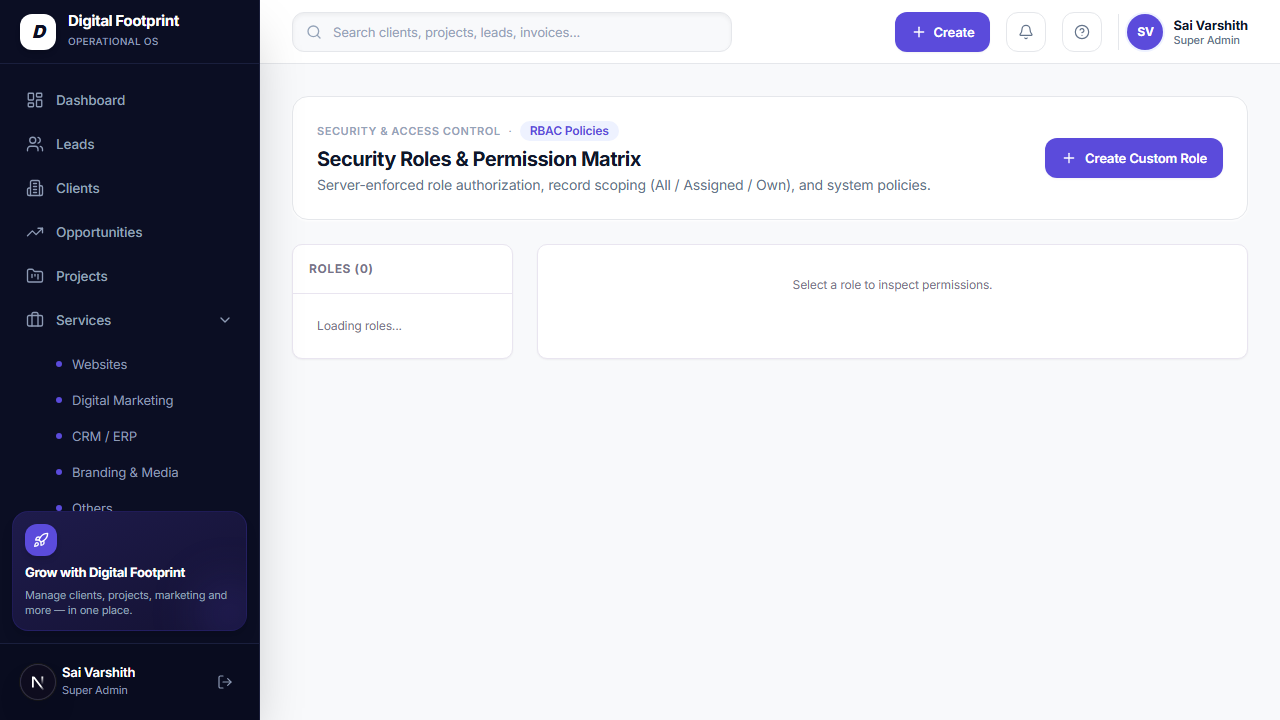 D
Digital Footprint
OPERATIONAL OS
Search clients, projects, leads, invoices...
Create
SV
Sai Varshith
Super Admin
Dashboard
Leads
Clients
Opportunities
Projects
Services
Websites
Digital Marketing
CRM / ERP
Branding & Media
Others
Grow with Digital Footprint
Manage clients, projects, marketing and
more — in one place.
N
Sai Varshith
Super Admin
SECURITY & ACCESS CONTROL · RBAC Policies
Security Roles & Permission Matrix
Server-enforced role authorization, record scoping (All / Assigned / Own), and system policies.
Create Custom Role
ROLES (0)
Loading roles...
Select a role to inspect permissions.